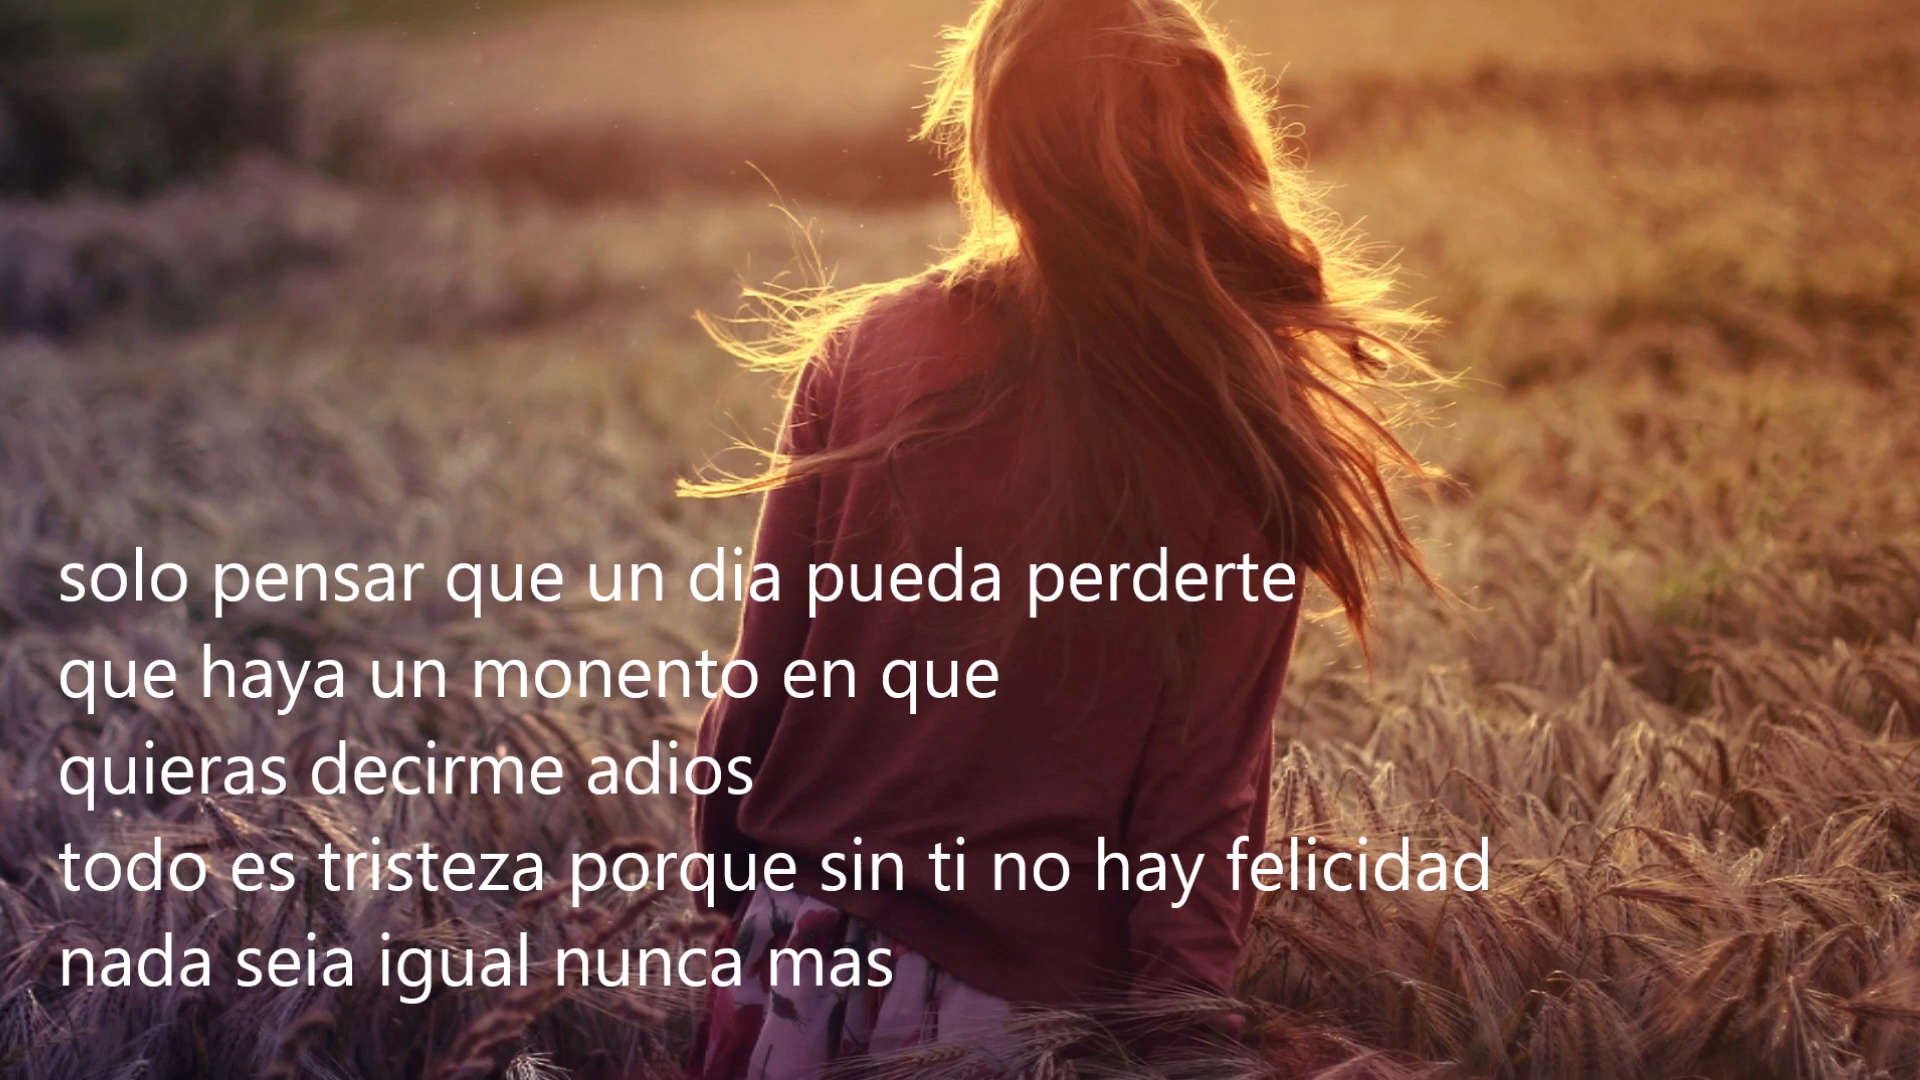 solo pensar que un dia pueda perderte
que haya un monento en que
quieras decirme adios
todo es tristeza porque sin ti no hay felicidad
nada seia igual nunca mas